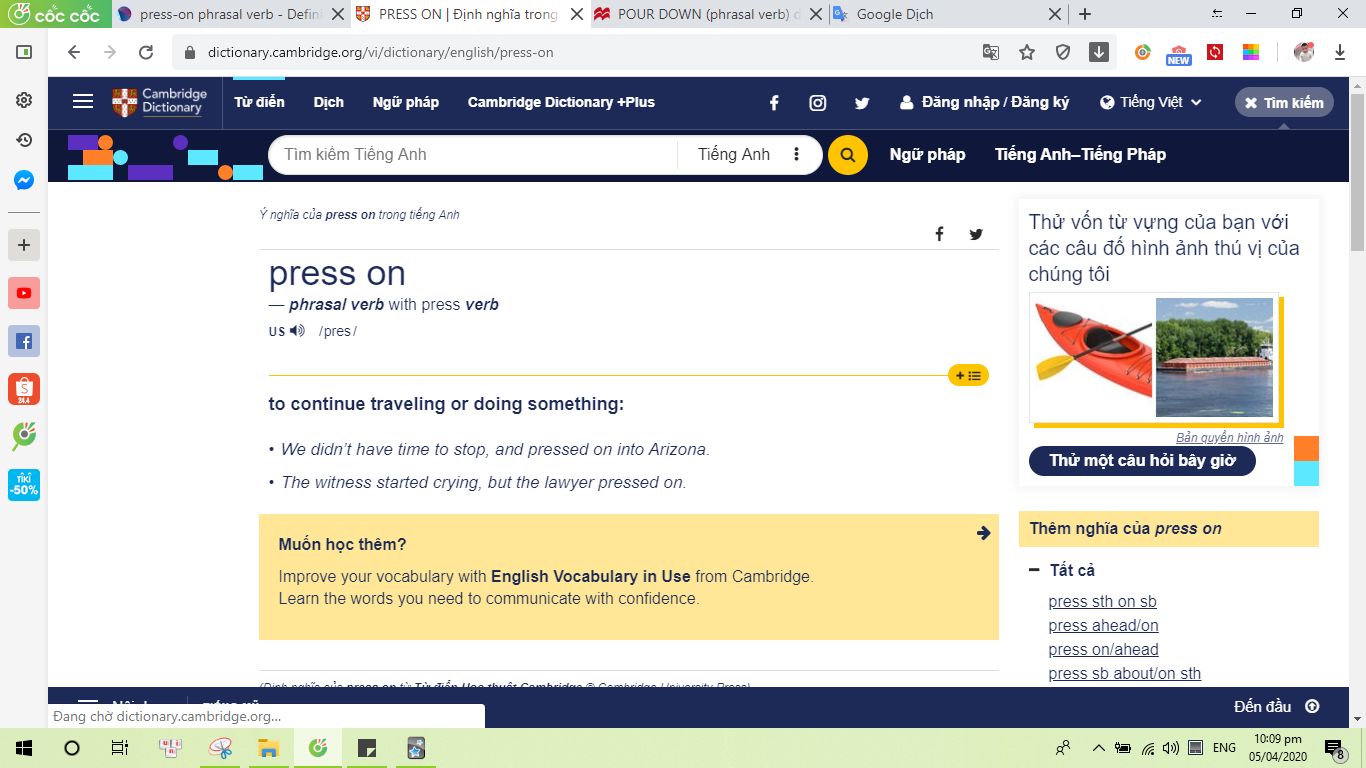 cốc cốc
press-on phrasal verb - Defini
PRESS ON | Định nghĩa trong
POUR DOWN (phrasal verb) d
Google Dịch
dictionary.cambridge.org/vi/dictionary/english/press-on
NEW
Cambridge
Dictionary
Từ điển
Dịch
Ngữ pháp
Cambridge Dictionary +Plus
Đăng nhập / Đăng ký
Tiếng Việt
Tìm kiếm
Tìm kiếm Tiếng Anh
Tiếng Anh
Ngữ pháp
Tiếng Anh–Tiếng Pháp
Ý nghĩa của press on trong tiếng Anh
press on
— phrasal verb with press verb
US /pres/
to continue traveling or doing something:
• We didn’t have time to stop, and pressed on into Arizona.
• The witness started crying, but the lawyer pressed on.
Muốn học thêm?
Improve your vocabulary with English Vocabulary in Use from Cambridge.
Learn the words you need to communicate with confidence.
(Định nghĩa của press on từ Từ điển Học thuật Cambridge © Cambridge University Press)
Thử vốn từ vựng của bạn với
các câu đố hình ảnh thú vị của
chúng tôi
Bản quyền hình ảnh
Thử một câu hỏi bây giờ
Thêm nghĩa của press on
Tất cả
press sth on sb
press ahead/on
press on/ahead
press sb about/on sth
S
24.4
TIKI
-50%
Đến đầu
Đang chờ dictionary.cambridge.org...
ENG
10:09 pm
05/04/2020
8